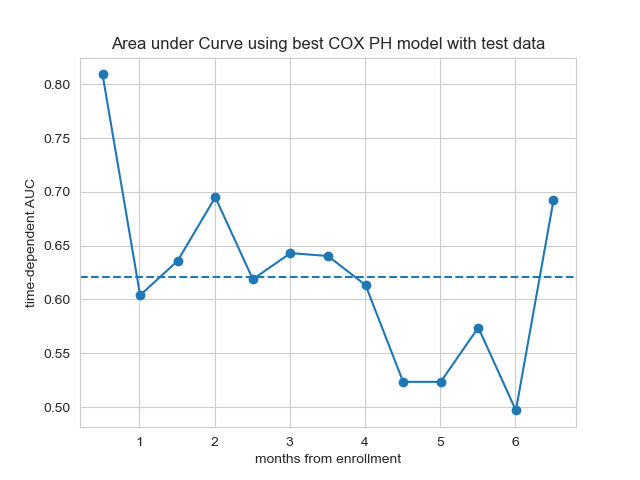 Area under Curve using best COX PH model with test data
time-dependent AUC
0.80
0.75
0.70
0.65
0.60
0.55
0.50
1 2 3 4 5 6
months from enrollment